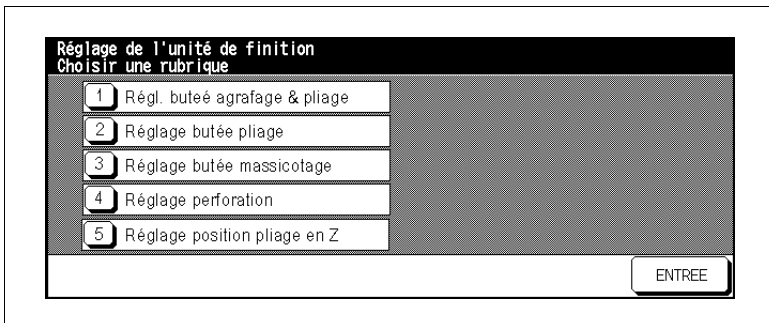 Réglage de l'unité de finition
Choisir une rubrique
1 Régl. buteé agrafage & pliage
2 Réglage butée pliage
3 Réglage butée massicotage
4 Réglage perforation
5 Réglage position pliage en Z
ENTREE